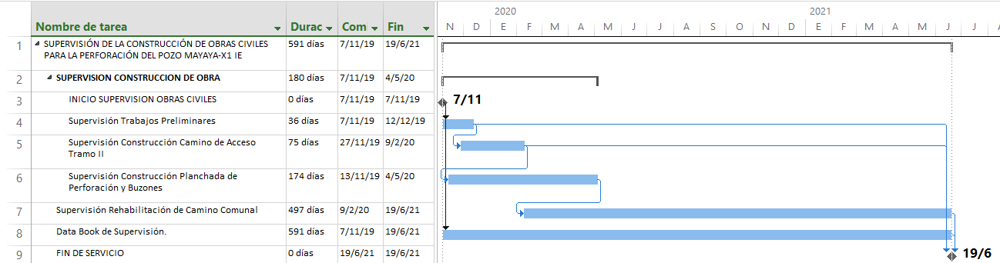 2020 2021
Nombre de tarea Durac Com Fin N D E F M A M J J A S O N D E F M A M J J A
1 SUPERVISIÓN DE LA CONSTRUCCIÓN DE OBRAS CIVILES 591 días 7/11/19 19/6/21
PARA LA PERFORACIÓN DEL POZO MAYAYA-X1 IE
2 SUPERVISION CONSTRUCCION DE OBRA 180 días 7/11/19 4/5/20
3 INICIO SUPERVISION OBRAS CIVILES 0 días 7/11/19 7/11/19 7/11
4 Supervisión Trabajos Preliminares 36 días 7/11/19 12/12/19
5 Supervisión Construcción Camino de Acceso 75 días 27/11/19 9/2/20
Tramo II
6 Supervisión Construcción Planchada de 174 días 13/11/19 4/5/20
Perforación y Buzones
7 Supervisión Rehabilitación de Camino Comunal 497 días 9/2/20 19/6/21
8 Data Book de Supervisión. 591 días 7/11/19 19/6/21
9 FIN DE SERVICIO 0 días 19/6/21 19/6/21 19/6